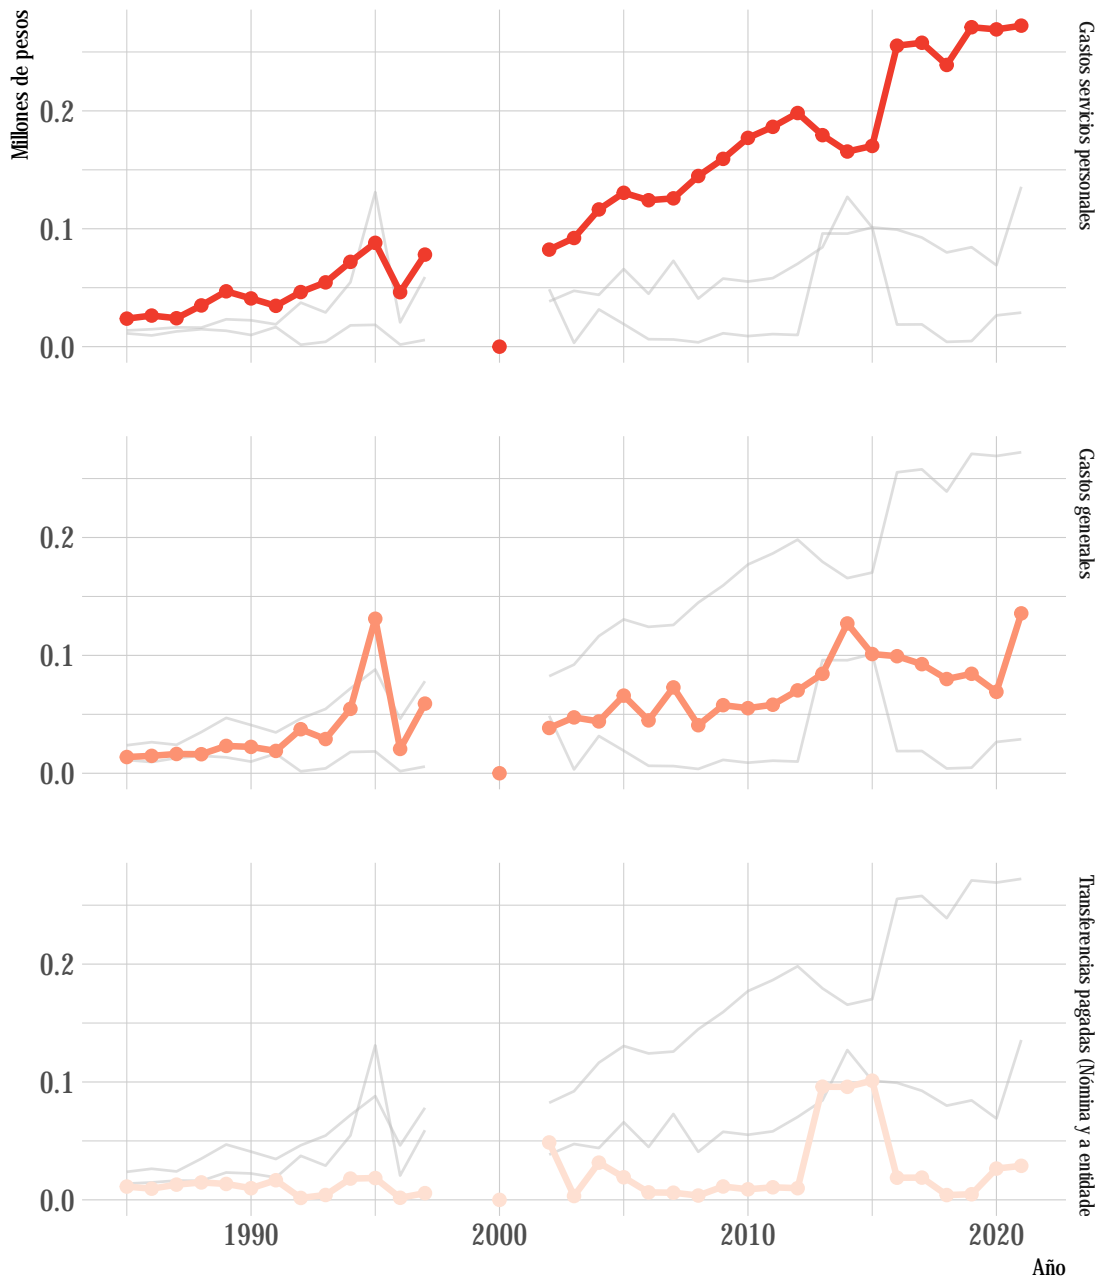 Millones de pesos
0.2
0.1
0.0
Gastos servicios personales
0.2
0.1
0.0
Gastos generales
0.2
0.1
0.0
Transferencias pagadas (Nómina y a entidade
1990
2000
2010
2020
Año